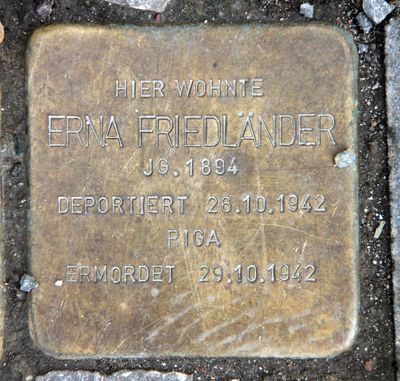 HIER WOHNTE
ERNA FRIEDLÄNDER
JG. 1894
DEPORTIERT 26.10.1942
RIGA
ERMORDET 29.10.1942